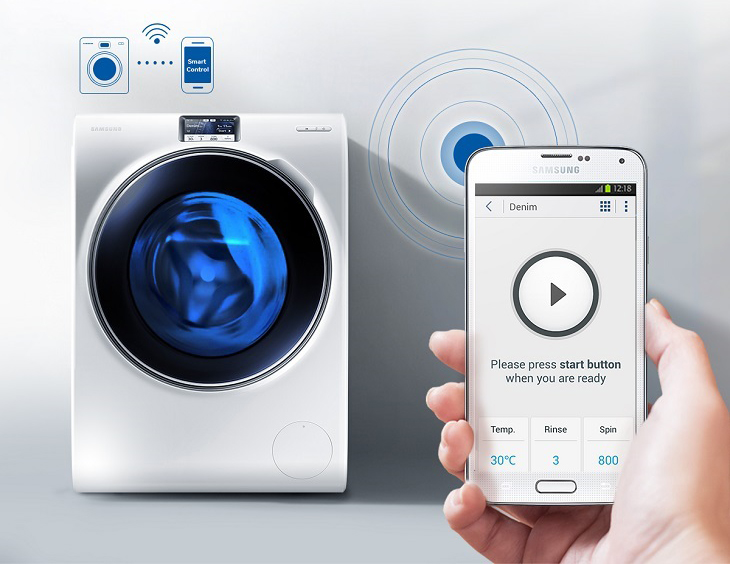 Smart
Control
SAMSUNG
SAMSUNG
12:18
Denim
Please press start button
when you are ready
Temp. Rinse Spin
30℃ 3 800